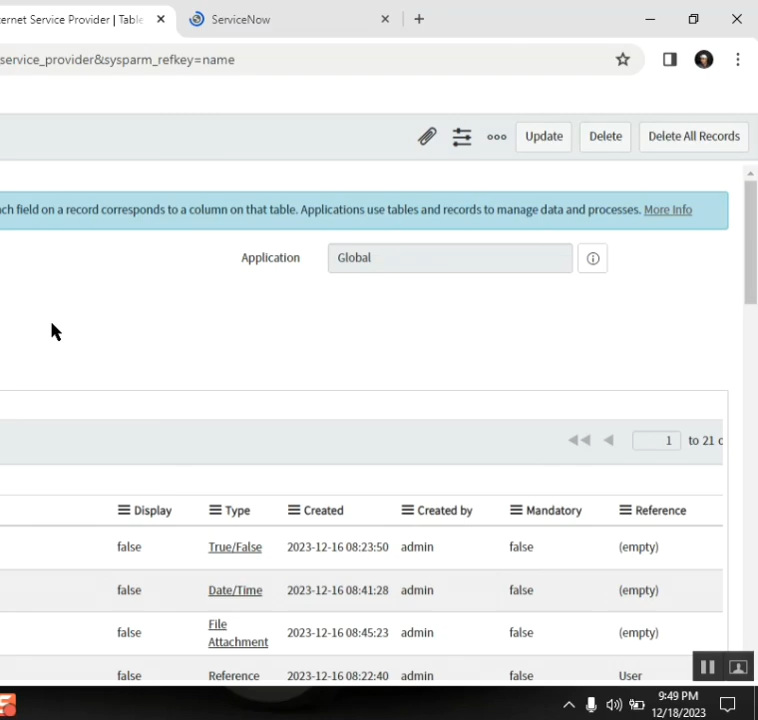 ernet Service Provider | Table
ServiceNow
service_provider&sysparm_refkey=name
Update
Delete
Delete All Records
ch field on a record corresponds to a column on that table. Applications use tables and records to manage data and processes. More Info
Application
Global
1 to 21 o
Display Type Created Created by Mandatory Reference
false True/False 2023-12-16 08:23:50 admin false (empty)
false Date/Time 2023-12-16 08:41:28 admin false (empty)
false File Attachment 2023-12-16 08:45:23 admin false (empty)
false Reference 2023-12-16 08:22:40 admin false User
9:49 PM
12/18/2023